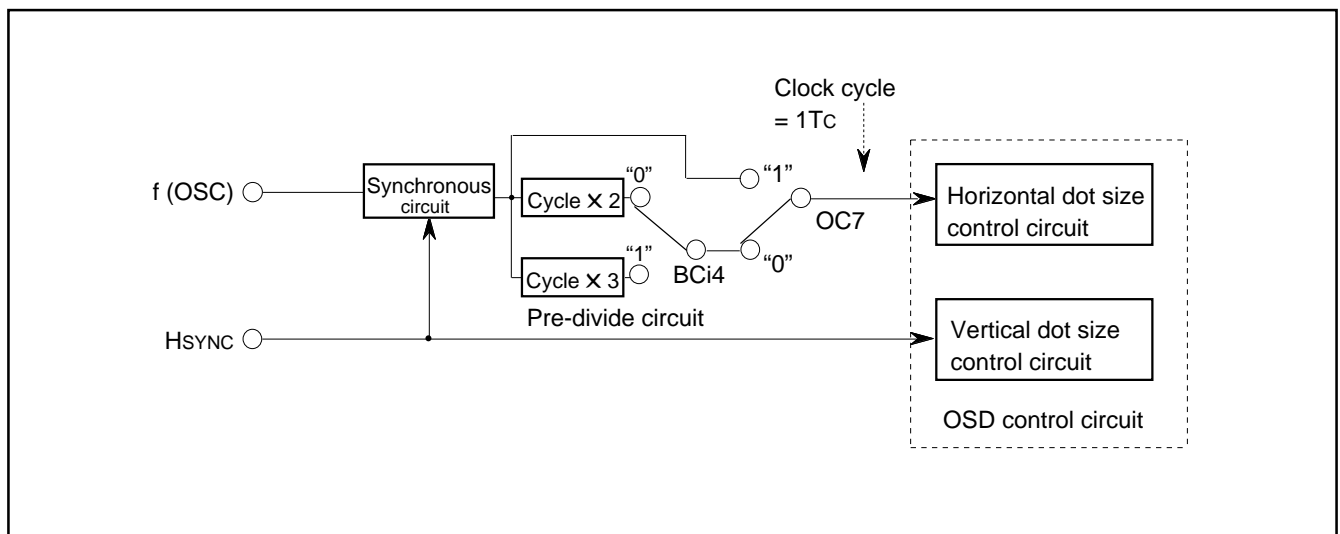 Clock cycle
= 1TC
f (OSC)
Synchronous
circuit
Cycle × 2
“0”
“1”
OC7
Horizontal dot size
control circuit
Cycle × 3
“1”
BCi4
“0”
Pre-divide circuit
HSYNC
Vertical dot size
control circuit
OSD control circuit